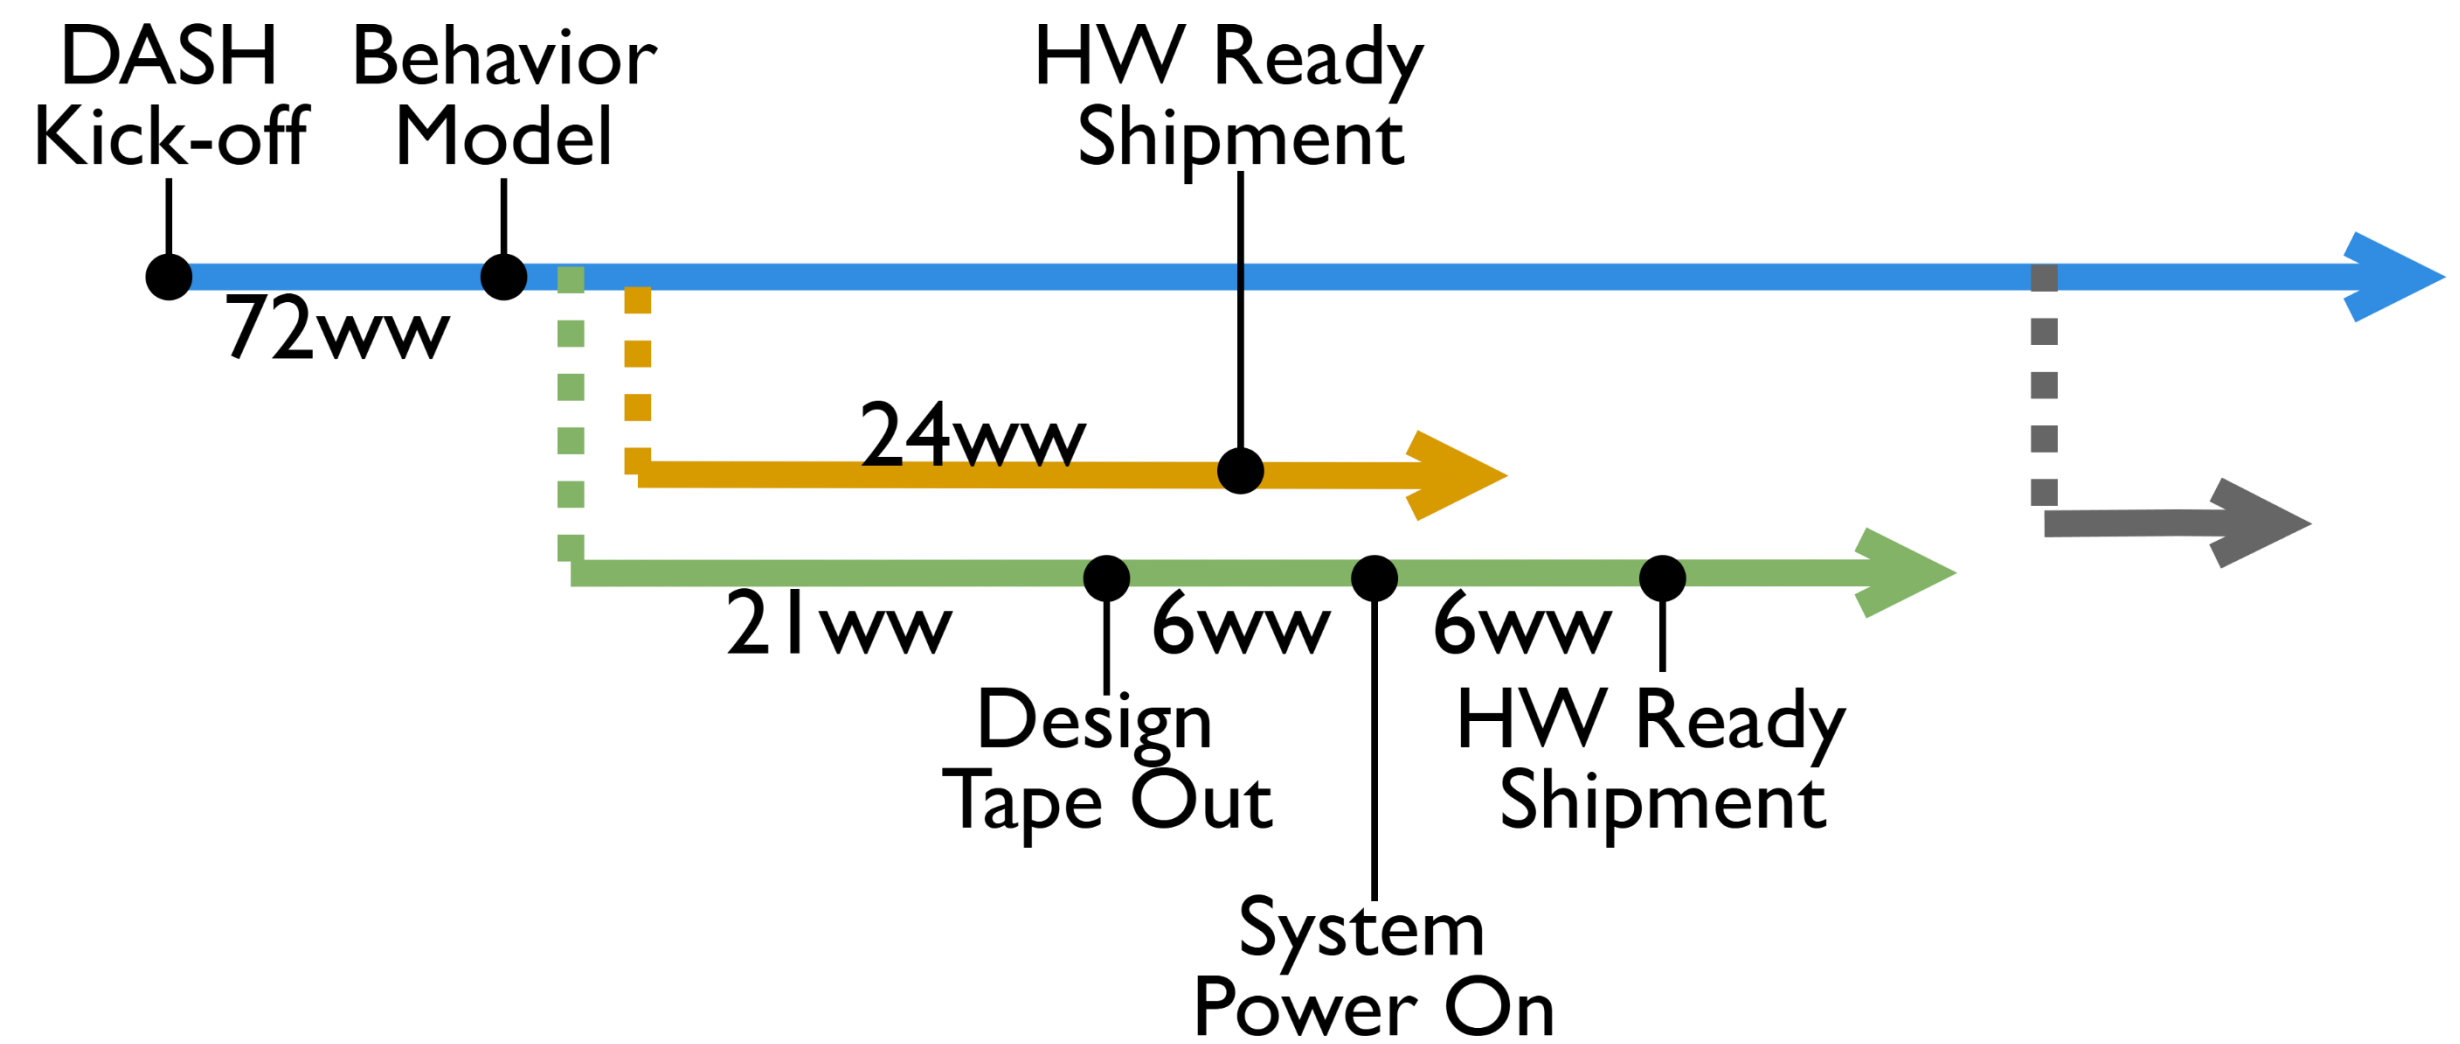 DASH
Kick-off
Behavior
Model
HW Ready
Shipment
72ww
24ww
21ww
6ww
6ww
Design
Tape Out
HW Ready
Shipment
System
Power On